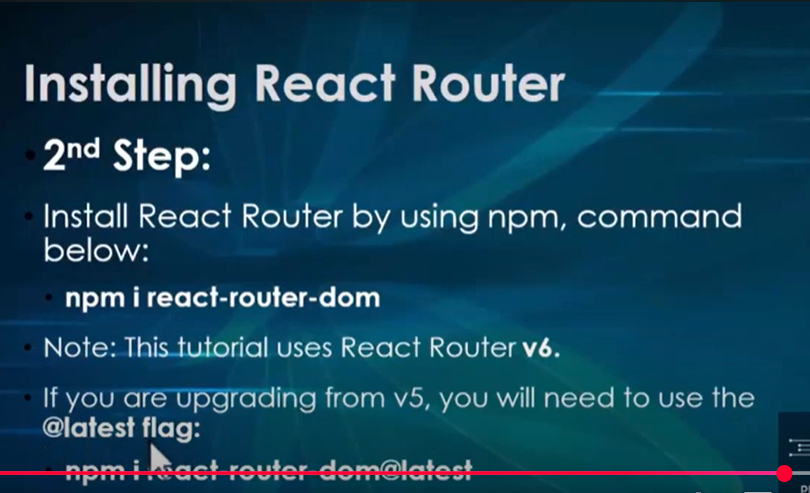 Installing React Router
2nd Step:
Install React Router by using npm, command
below:
npm i react-router-dom
Note: This tutorial uses React Router v6.
If you are upgrading from v5, you will need to use the
@latest flag:
npm i react-router-dom@latest